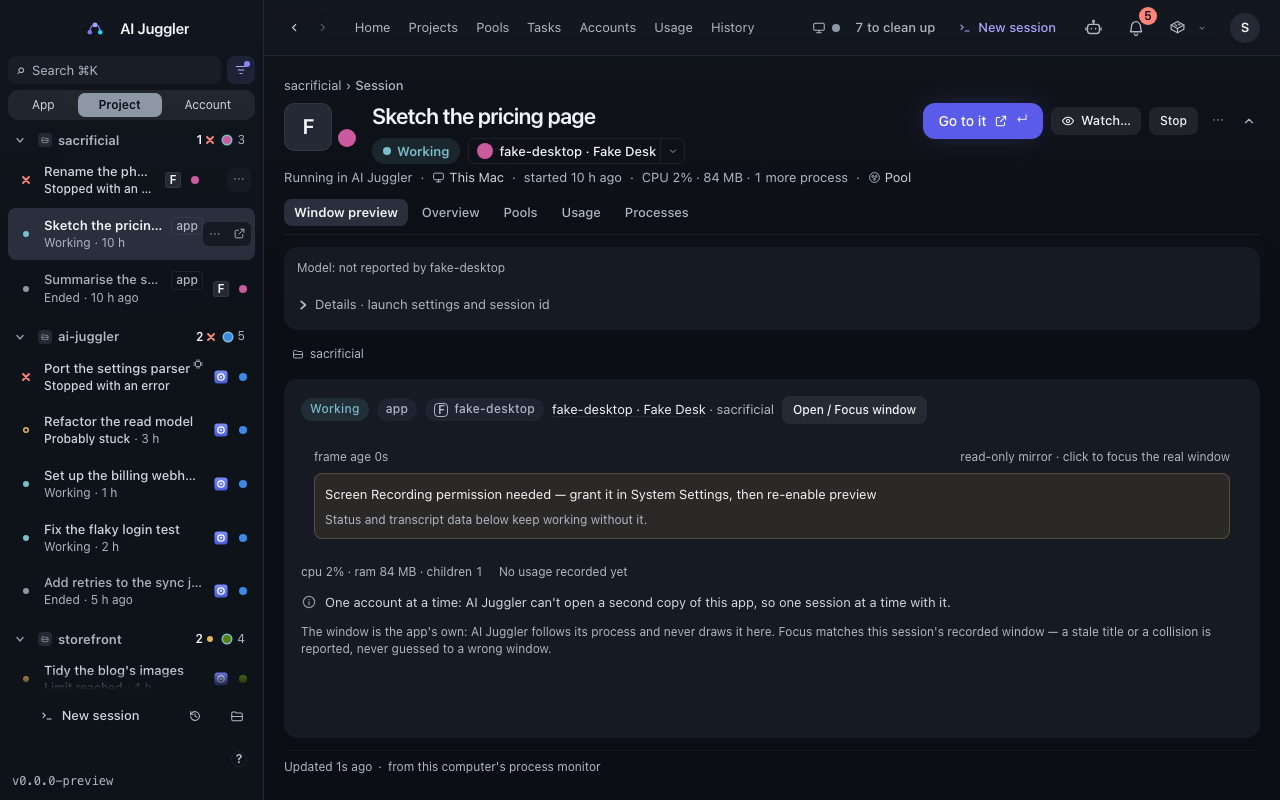 AI Juggler
Search ⌘K
App Project Account
sacrificial 1 3
Rename the ph... F
Stopped with an ...
Sketch the pricin... app
Working · 10 h
Summarise the s... app
Ended · 10 h ago F
ai-juggler 2 5
Port the settings parser
Stopped with an error
Refactor the read model
Probably stuck · 3 h
Set up the billing webh...
Working · 1 h
Fix the flaky login test
Working · 2 h
Add retries to the sync j...
Ended · 5 h ago
storefront 2 4
Tidy the blog's images
Limit reached · 4 h
New session
?
v0.0.0-preview
Home Projects Pools Tasks Accounts Usage History 7 to clean up New session 5 S
sacrificial › Session
F
Sketch the pricing page
Working fake-desktop · Fake Desk
Go to it Watch... Stop
Running in AI Juggler · This Mac · started 10 h ago · CPU 2% · 84 MB · 1 more process · Pool
Window preview Overview Pools Usage Processes
Model: not reported by fake-desktop
Details · launch settings and session id
sacrificial
Working app F fake-desktop fake-desktop · Fake Desk · sacrificial Open / Focus window
frame age 0s read-only mirror · click to focus the real window
Screen Recording permission needed — grant it in System Settings, then re-enable preview
Status and transcript data below keep working without it.
cpu 2% · ram 84 MB · children 1 No usage recorded yet
One account at a time: AI Juggler can't open a second copy of this app, so one session at a time with it.
The window is the app's own: AI Juggler follows its process and never draws it here. Focus matches this session's recorded window — a stale title or a collision is
reported, never guessed to a wrong window.
Updated 1s ago · from this computer's process monitor